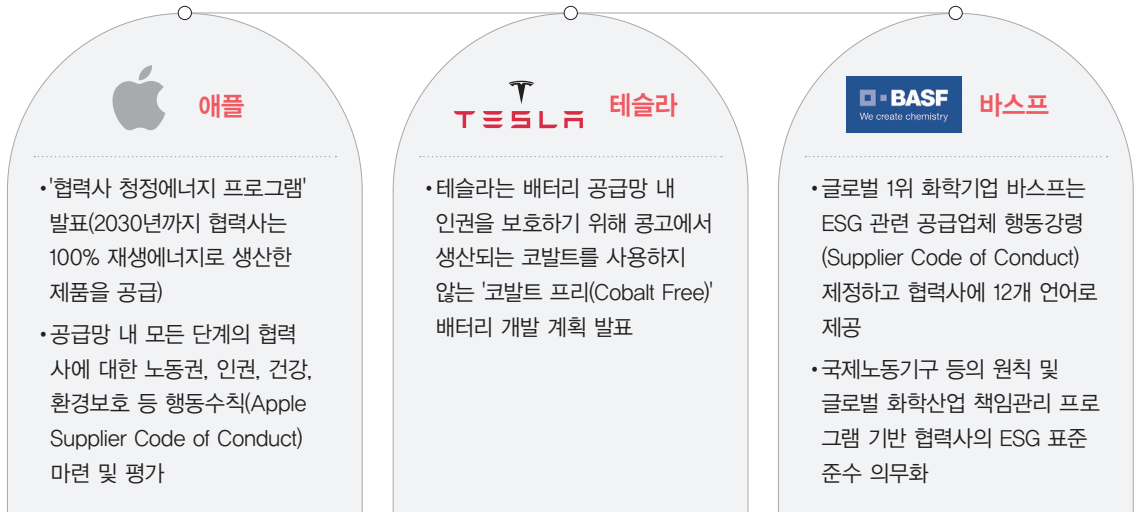 애플
•'협력사 청정에너지 프로그램'
발표(2030년까지 협력사는
100% 재생에너지로 생산한
제품을 공급)
•공급망 내 모든 단계의 협력
사에 대한 노동권, 인권, 건강,
환경보호 등 행동수칙(Apple
Supplier Code of Conduct)
마련 및 평가
TESLA
테슬라
•테슬라는 배터리 공급망 내
인권을 보호하기 위해 콩고에서
생산되는 코발트를 사용하지
않는 '코발트 프리(Cobalt Free)'
배터리 개발 계획 발표
BASF
We create chemistry
바스프
•글로벌 1위 화학기업 바스프는
ESG 관련 공급업체 행동강령
(Supplier Code of Conduct)
제정하고 협력사에 12개 언어로
제공
•국제노동기구 등의 원칙 및
글로벌 화학산업 책임관리 프로
그램 기반 협력사의 ESG 표준
준수 의무화